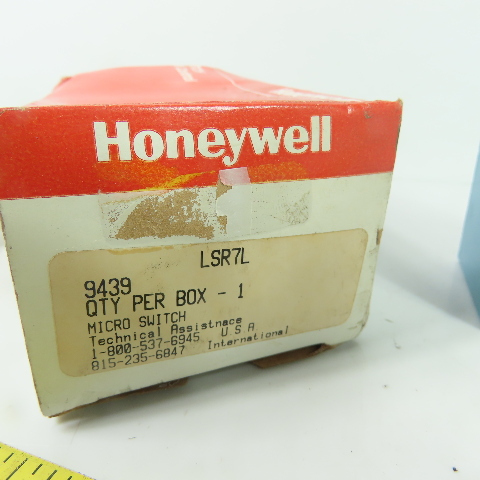 Honeywell
LSR7L
9439
QTY PER BOX - 1
MICRO SWITCH
Technical Assistnace
1-800-537-6945 U S A
815-235-6847 International